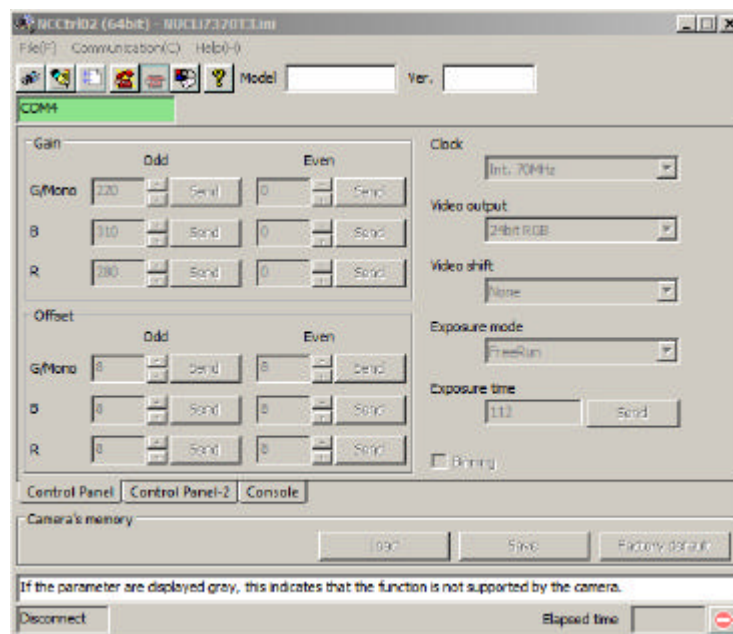 NCCtrl02 (64bit) - NUCLi7370T3.ini
File(F) Communication(C) Help(H)
Model Ver.
COM4
Gain
Odd Even
G/Mono 220 Send 0 Send
B 310 Send 0 Send
R 280 Send 0 Send
Offset
Odd Even
G/Mono 8 Send 8 Send
B 8 Send 8 Send
R 8 Send 8 Send
Clock
Int. 70MHz
Video output
24bit RGB
Video shift
None
Exposure mode
FreeRun
Exposure time
112 Send
Binning
Control Panel Control Panel-2 Console
Camera's memory
Load Save Factory default
If the parameter are displayed gray, this indicates that the function is not supported by the camera.
Disconnect Elapsed time